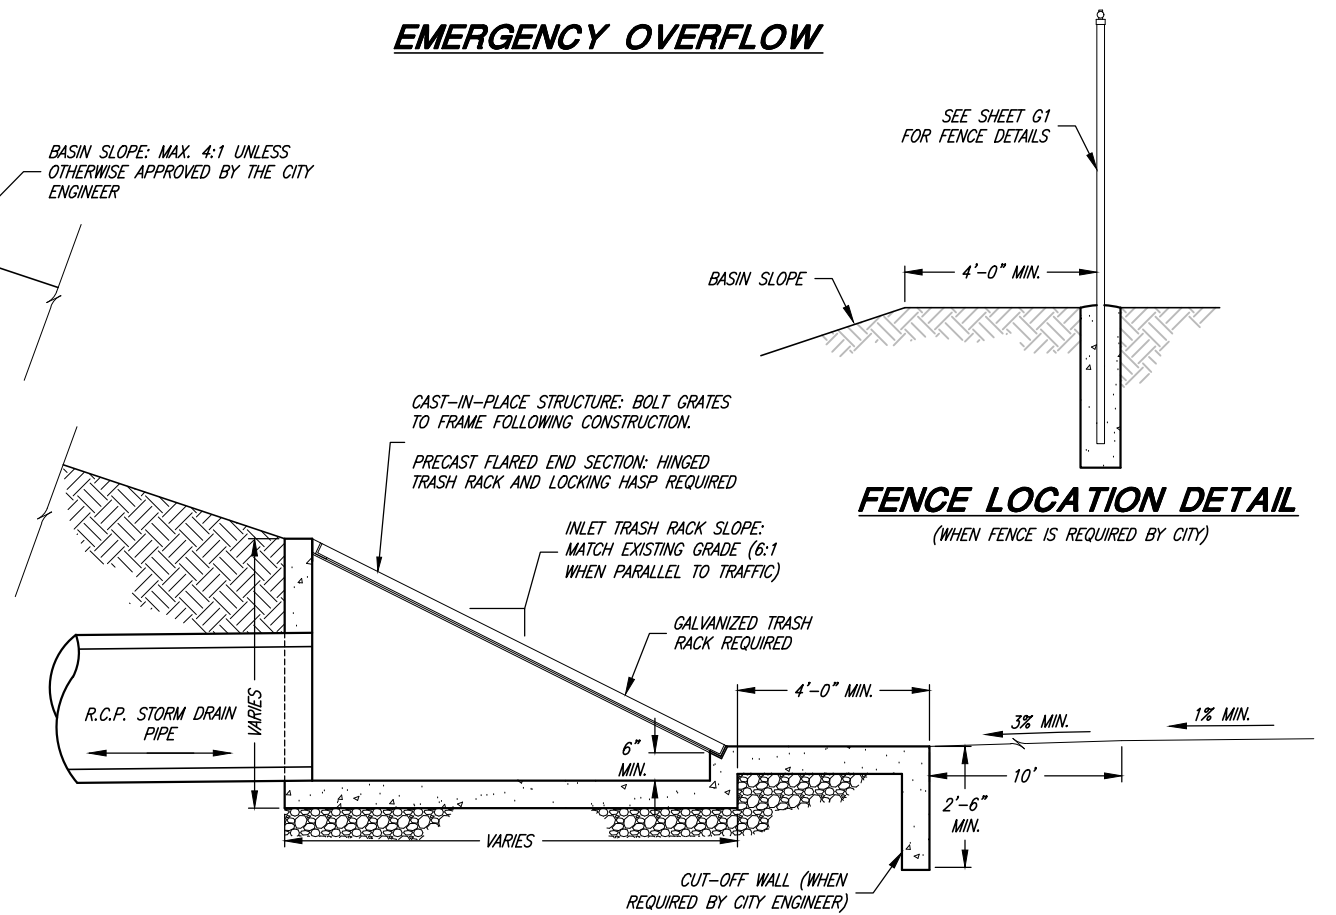 EMERGENCY OVERFLOW
SEE SHEET G1
FOR FENCE DETAILS
BASIN SLOPE: MAX. 4:1 UNLESS
OTHERWISE APPROVED BY THE CITY
ENGINEER
4'-0" MIN.
BASIN SLOPE
CAST-IN-PLACE STRUCTURE: BOLT GRATES
TO FRAME FOLLOWING CONSTRUCTION.
PRECAST FLARED END SECTION: HINGED
TRASH RACK AND LOCKING HASP REQUIRED
FENCE LOCATION DETAIL
(WHEN FENCE IS REQUIRED BY CITY)
INLET TRASH RACK SLOPE:
MATCH EXISTING GRADE (6:1
WHEN PARALLEL TO TRAFFIC)
GALVANIZED TRASH
RACK REQUIRED
4'-0" MIN.
R.C.P. STORM DRAIN
PIPE
VARIES
3% MIN.
1% MIN.
6"
MIN.
10'
2'-6"
MIN.
VARIES
CUT-OFF WALL (WHEN
REQUIRED BY CITY ENGINEER)